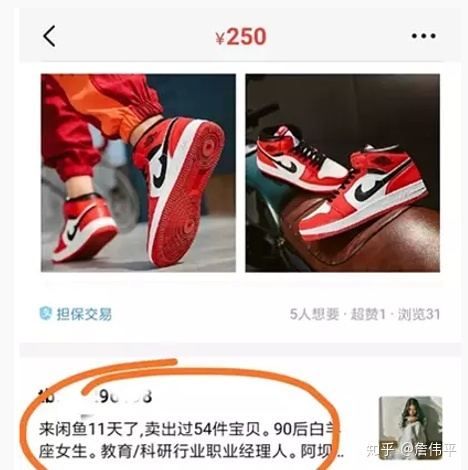 ¥250
担保交易
5人想要 · 超赞1 · 浏览31
来闲鱼11天了,卖出过54件宝贝。90后白羊
座女生。教育/科研行业职业经理人。阿坝...
知乎 @詹伟平